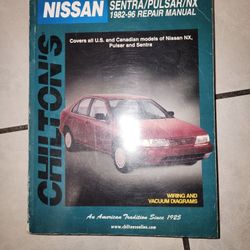 NISSAN
SENTRA/PULSAR/NX
1982-96 REPAIR MANUAL
Covers all U.S. and Canadian models of Nissan NX,
Pulsar and Sentra
CHILTON'S
WIRING AND
VACUUM DIAGRAMS
An American Tradition Since 1925
www.chiltonsonline.com